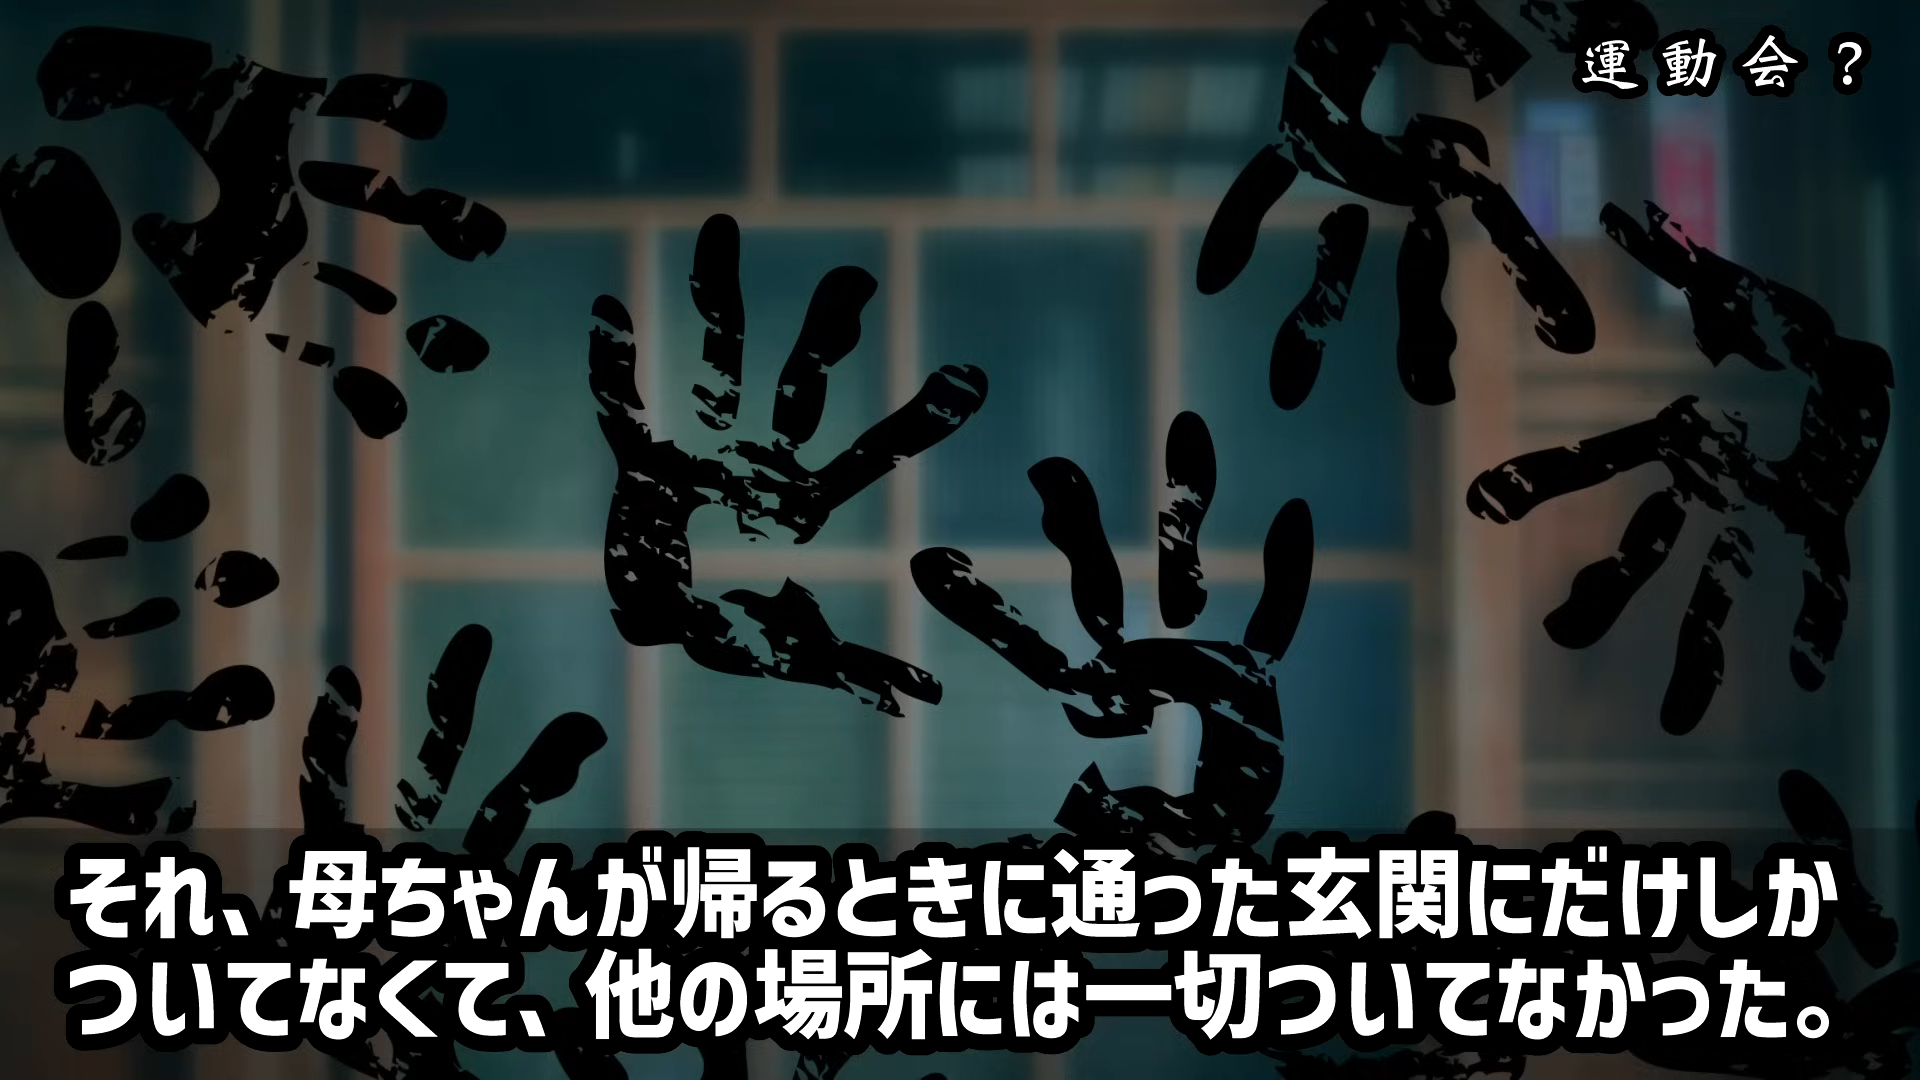 運動会？
それ、母ちゃんが帰るときに通った玄関にだけしか
ついてなくて、他の場所には一切ついてなかった。